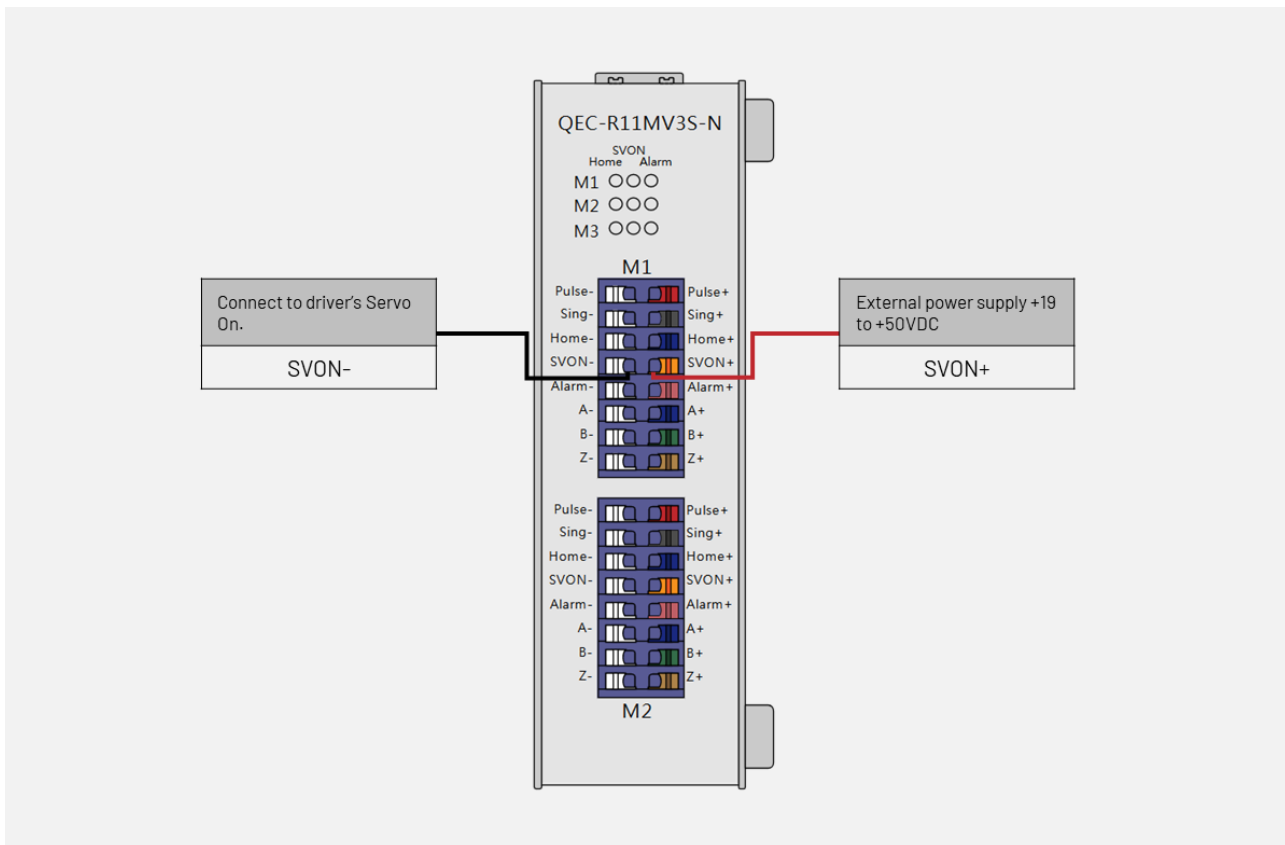 QEC-R11MV3S-N
SVON
Home Alarm
M1
M2
M3
M1
Pulse- Pulse+
Sing- Sing+
Home- Home+
SVON- SVON+
Alarm- Alarm+
A- A+
B- B+
Z- Z+
Connect to driver's Servo
On.
SVON-
External power supply +19
to +50VDC
SVON+
Pulse- Pulse+
Sing- Sing+
Home- Home+
SVON- SVON+
Alarm- Alarm+
A- A+
B- B+
Z- Z+
M2